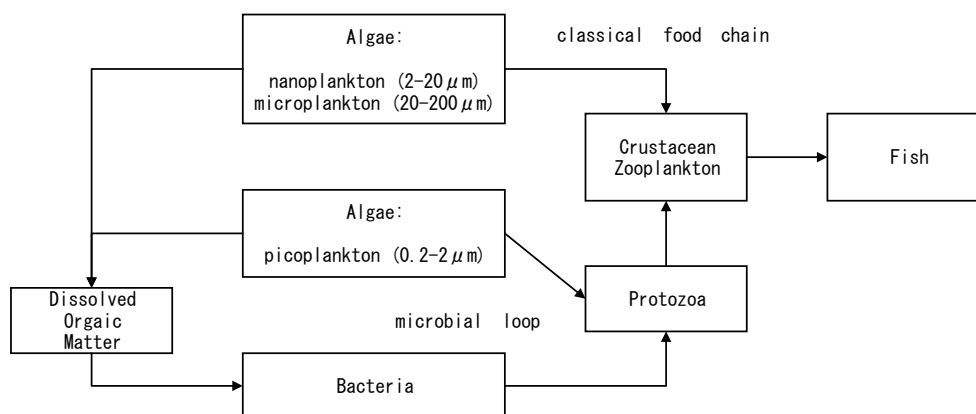 Algae:
nanoplankton (2-20μm)
microplankton (20-200μm)
classical food chain
Crustacean
Zooplankton
Fish
Algae:
picoplankton (0.2-2μm)
Protozoa
Dissolved
Orgaic
Matter
microbial loop
Bacteria